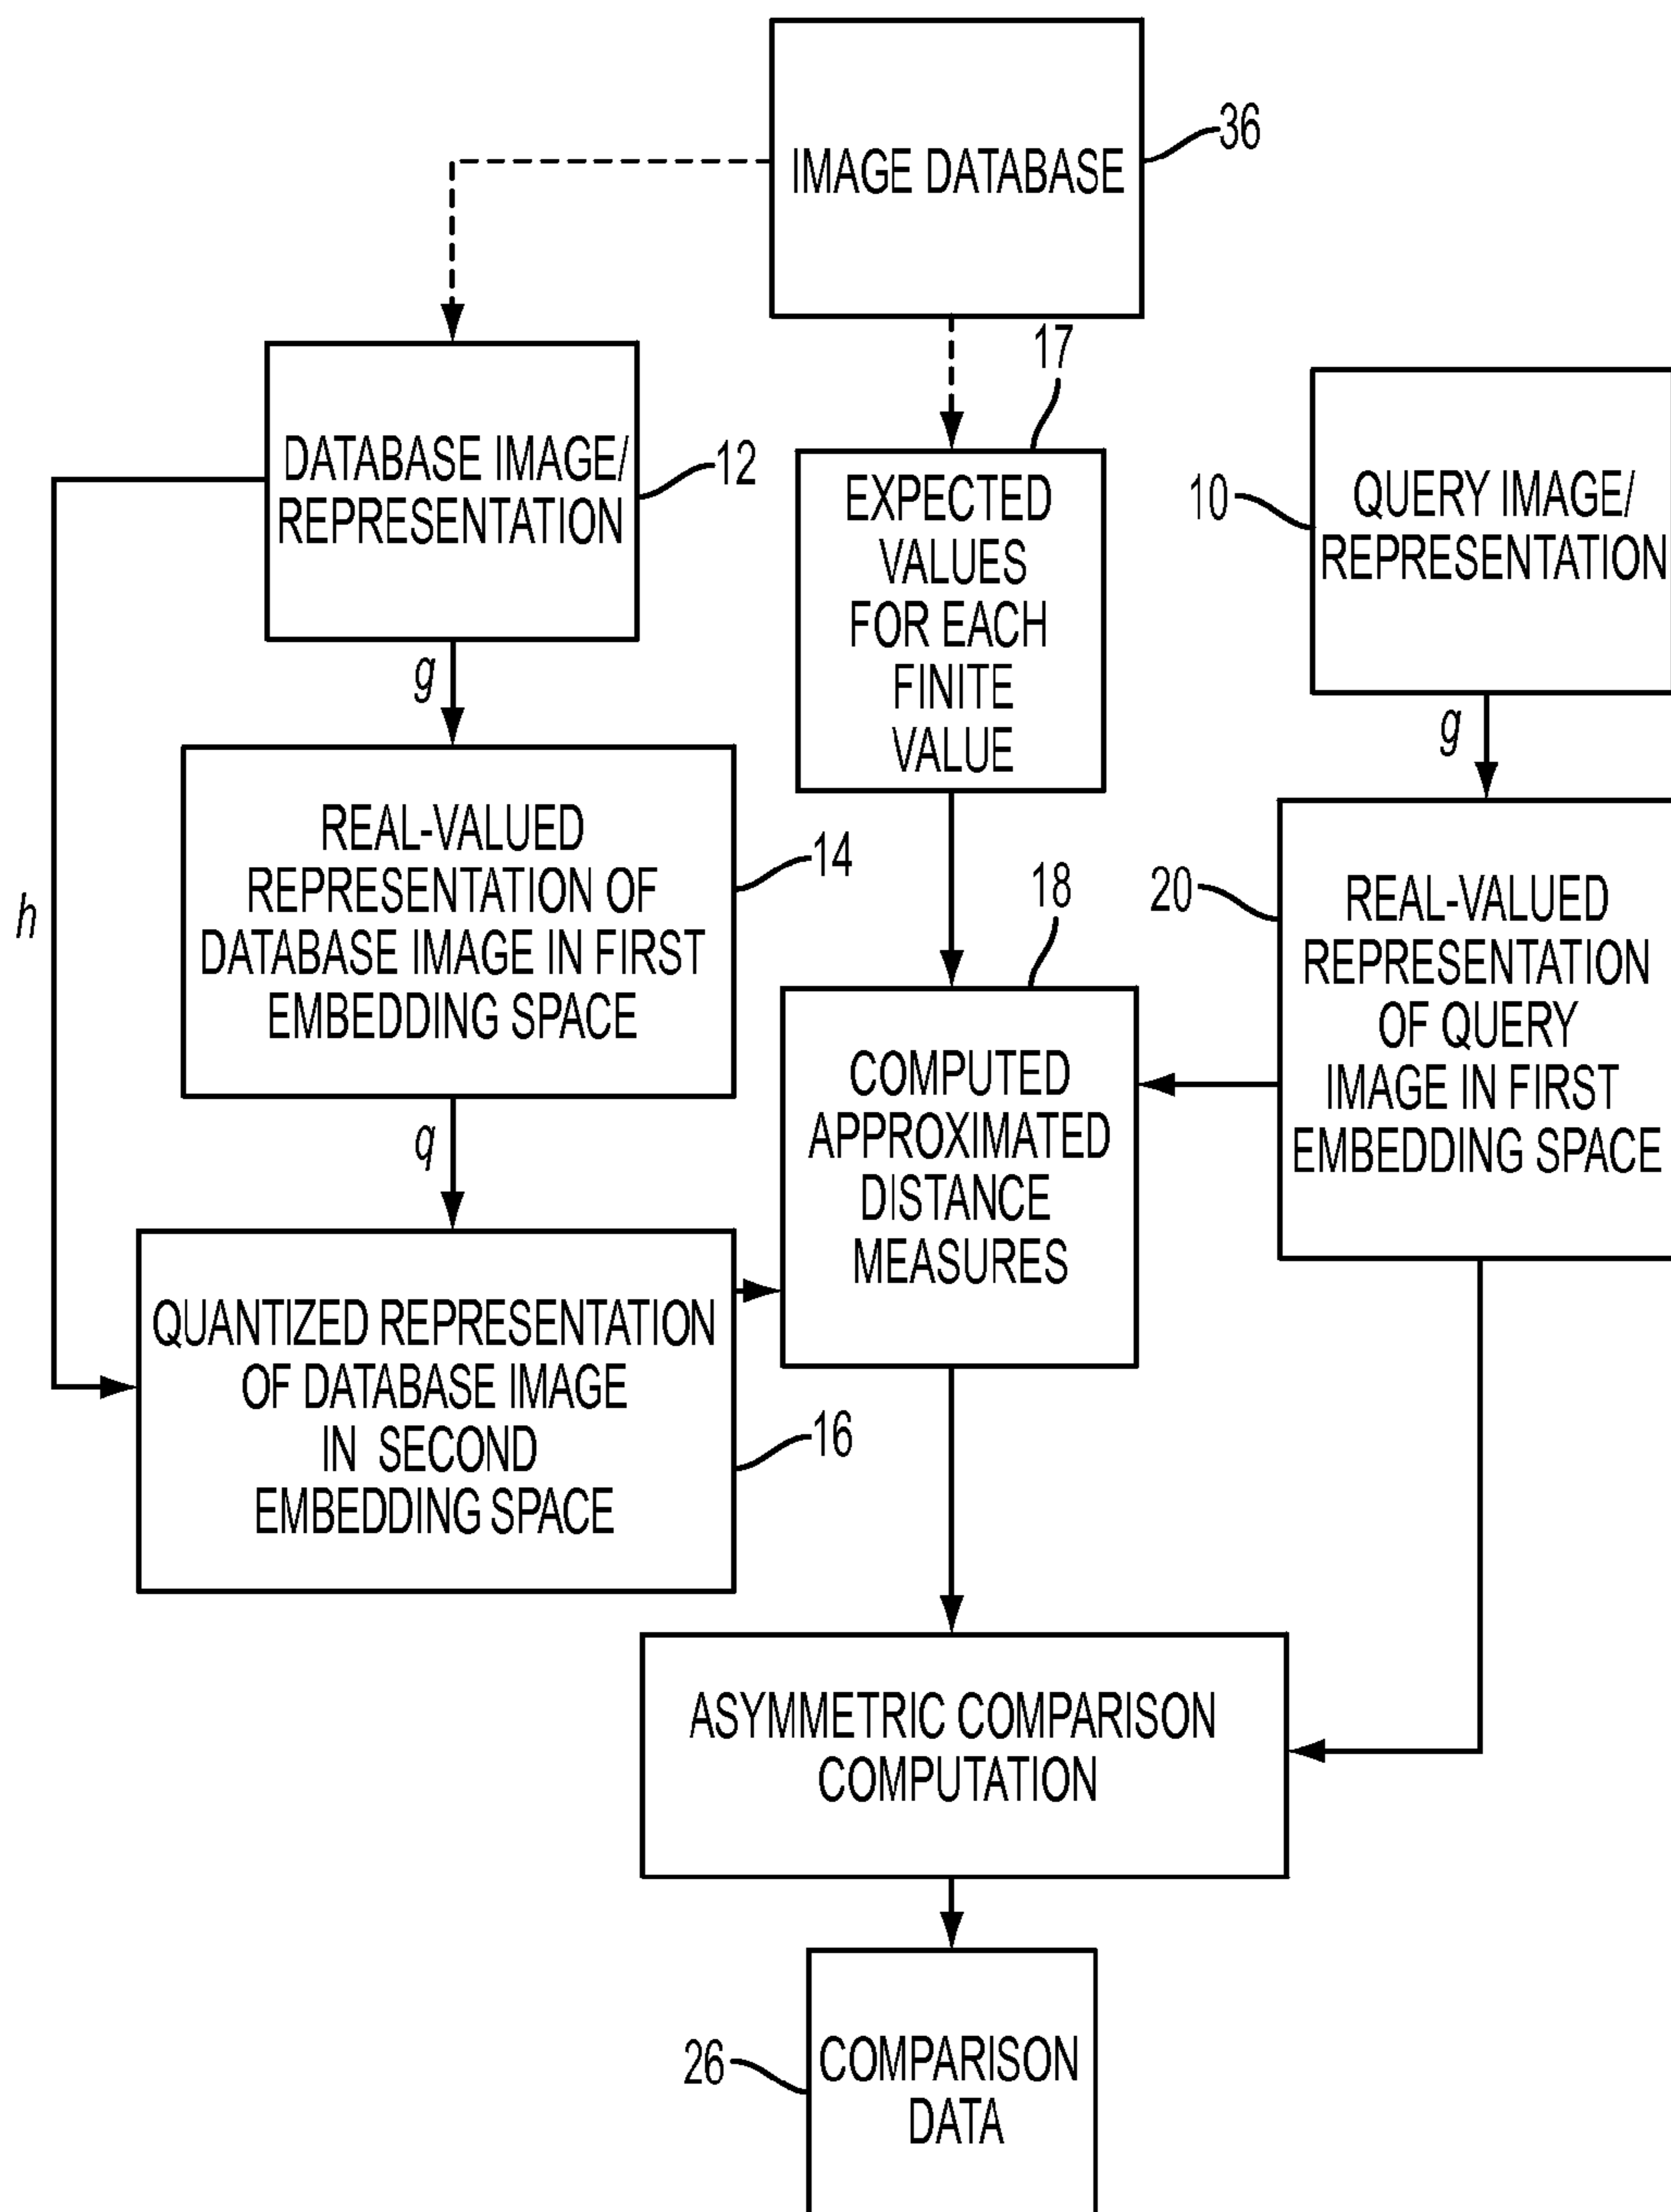 IMAGE DATABASE
36
DATABASE IMAGE/
REPRESENTATION
12
17
EXPECTED
VALUES
FOR EACH
FINITE
VALUE
10
QUERY IMAGE/
REPRESENTATION
g
g
h
REAL-VALUED
REPRESENTATION OF
DATABASE IMAGE IN FIRST
EMBEDDING SPACE
14
18
COMPUTED
APPROXIMATED
DISTANCE
MEASURES
20
REAL-VALUED
REPRESENTATION
OF QUERY
IMAGE IN FIRST
EMBEDDING SPACE
q
QUANTIZED REPRESENTATION
OF DATABASE IMAGE
IN SECOND
EMBEDDING SPACE
16
ASYMMETRIC COMPARISON
COMPUTATION
26
COMPARISON
DATA